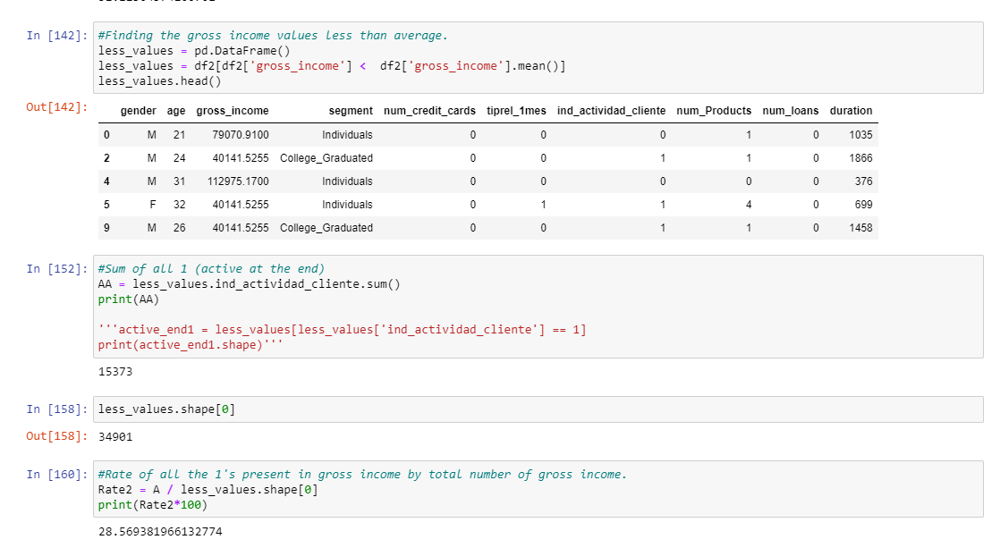 In [142]: #Finding the gross income values less than average.
less_values = pd.DataFrame()
less_values = df2[df2['gross_income'] <  df2['gross_income'].mean()]
less_values.head()
Out[142]:
gender age gross_income segment num_credit_cards tiprel_1mes ind_actividad_cliente num_Products num_loans duration
0 M 21 79070.9100 Individuals 0 0 0 1 0 1035
2 M 24 40141.5255 College_Graduated 0 0 1 1 0 1866
4 M 31 112975.1700 Individuals 0 0 0 0 0 376
5 F 32 40141.5255 Individuals 0 1 1 4 0 699
9 M 26 40141.5255 College_Graduated 0 0 1 1 0 1458
In [152]: #Sum of all 1 (active at the end)
AA = less_values.ind_actividad_cliente.sum()
print(AA)
'''active_end1 = less_values[less_values['ind_actividad_cliente'] == 1]
print(active_end1.shape)'''
15373
In [158]: less_values.shape[0]
Out[158]: 34901
In [160]: #Rate of all the 1's present in gross income by total number of gross income.
Rate2 = A / less_values.shape[0]
print(Rate2*100)
28.569381966132774